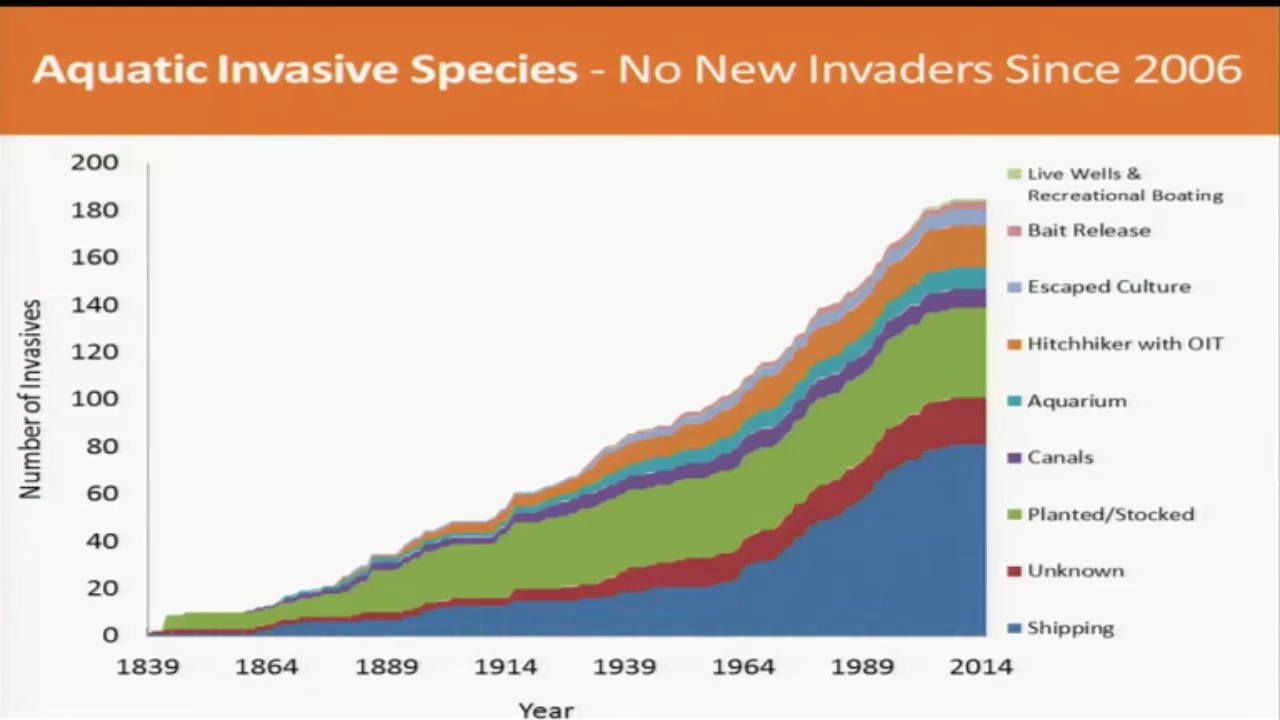 Aquatic Invasive Species - No New Invaders Since 2006
200
180
160
140
120
100
80
60
40
20
0
Number of Invasives
1839 1864 1889 1914 1939 1964 1989 2014
Year
Live Wells &
Recreational Boating
Bait Release
Escaped Culture
Hitchhiker with OIT
Aquarium
Canals
Planted/Stocked
Unknown
Shipping